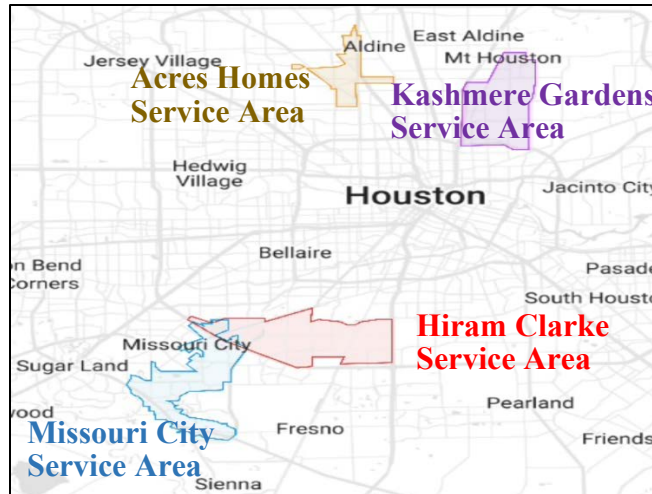 East Aldine
Aldine
Jersey Village
Mt Houston
Acres Homes
Service Area
Kashmere Gardens
Service Area
Hedwig
Village
Houston
Jacinto City
Bellaire
on Bend
Corners
Pasade
South Housto
Hiram Clarke
Service Area
Missouri City
Sugar Land
Pearland
wood
Missouri City
Service Area
Fresno
Friends
Sienna